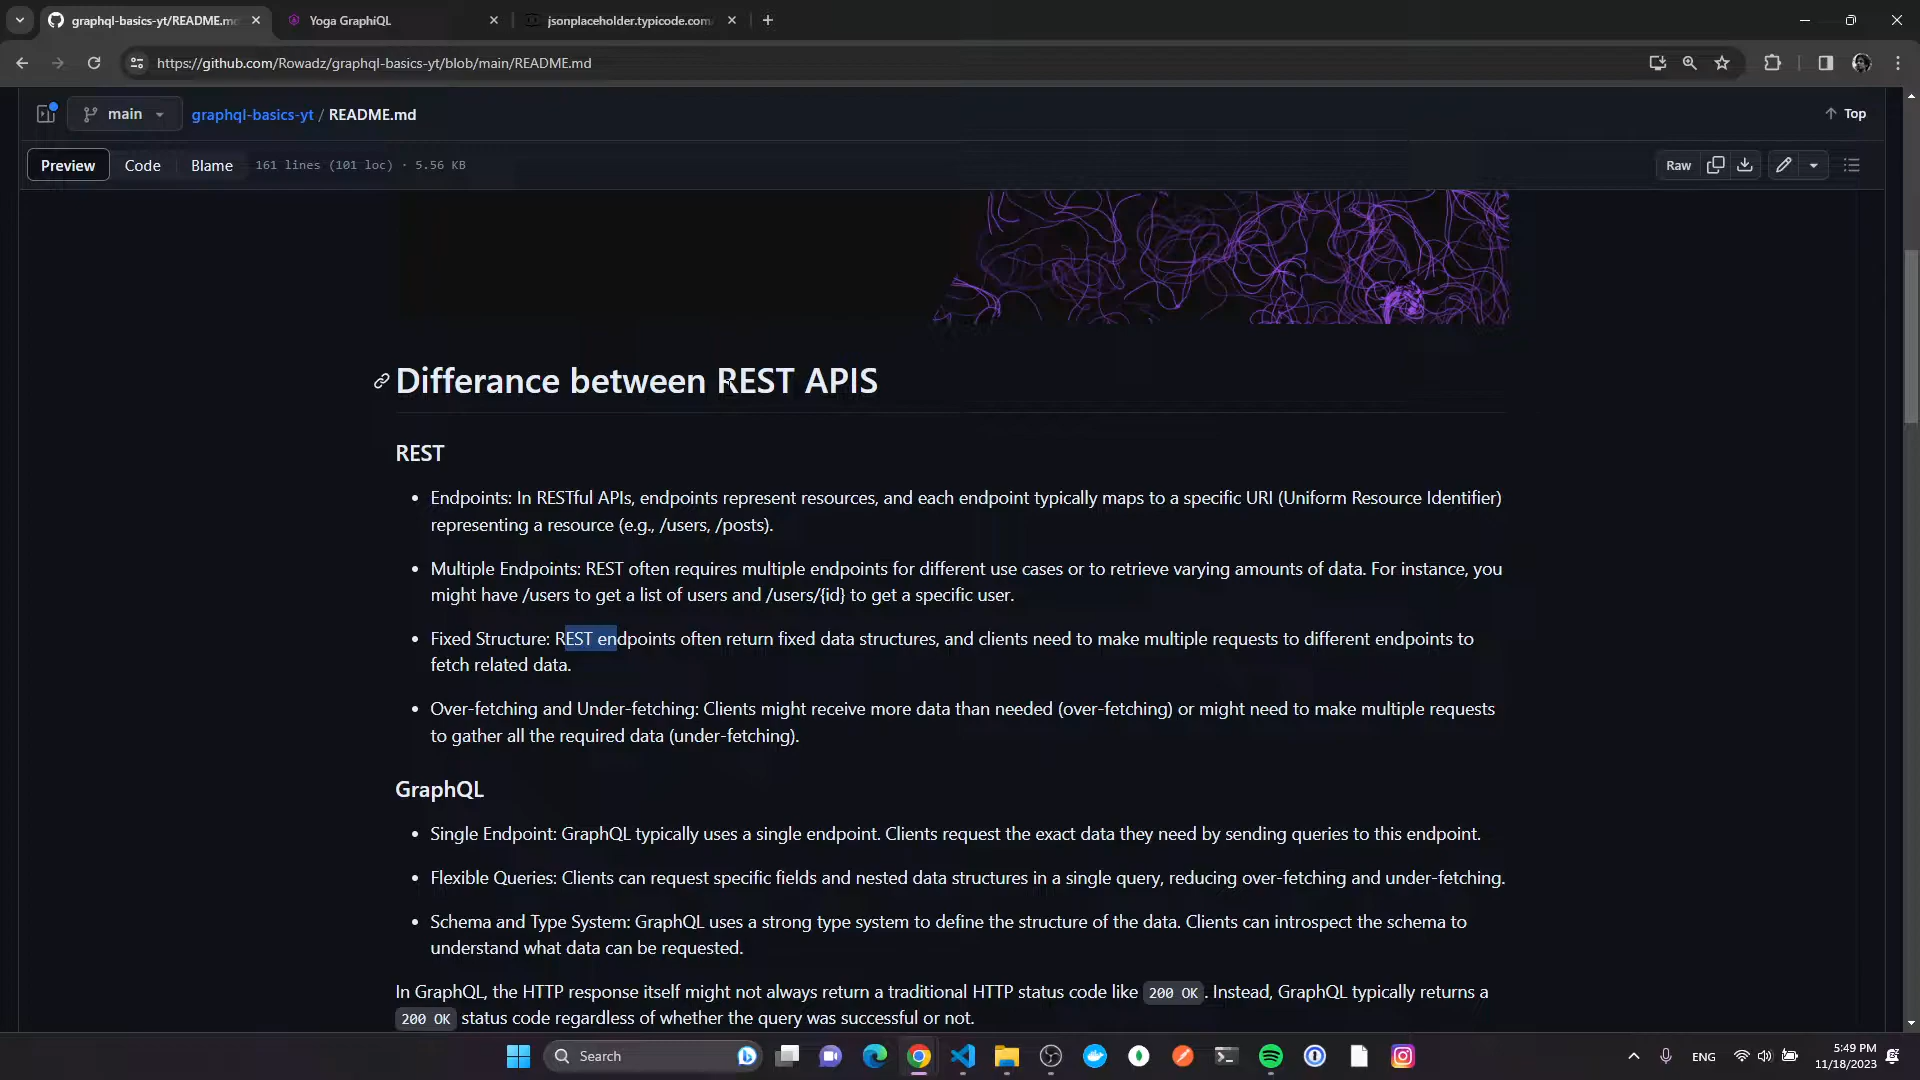 graphql-basics-yt/README.m
Yoga GraphiQL
jsonplaceholder.typicode.com
https://github.com/Rowadz/graphql-basics-yt/blob/main/README.md
main
graphql-basics-yt / README.md
Top
Preview
Code
Blame
161 lines (101 loc) · 5.56 KB
Raw
Differance between REST APIS
REST
• Endpoints: In RESTful APIs, endpoints represent resources, and each endpoint typically maps to a specific URI (Uniform Resource Identifier)
representing a resource (e.g., /users, /posts).
• Multiple Endpoints: REST often requires multiple endpoints for different use cases or to retrieve varying amounts of data. For instance, you
might have /users to get a list of users and /users/{id} to get a specific user.
• Fixed Structure: REST endpoints often return fixed data structures, and clients need to make multiple requests to different endpoints to
fetch related data.
• Over-fetching and Under-fetching: Clients might receive more data than needed (over-fetching) or might need to make multiple requests
to gather all the required data (under-fetching).
GraphQL
• Single Endpoint: GraphQL typically uses a single endpoint. Clients request the exact data they need by sending queries to this endpoint.
• Flexible Queries: Clients can request specific fields and nested data structures in a single query, reducing over-fetching and under-fetching.
• Schema and Type System: GraphQL uses a strong type system to define the structure of the data. Clients can introspect the schema to
understand what data can be requested.
In GraphQL, the HTTP response itself might not always return a traditional HTTP status code like 200 OK. Instead, GraphQL typically returns a
200 OK status code regardless of whether the query was successful or not.
Search
ENG
5:49 PM
11/18/2023